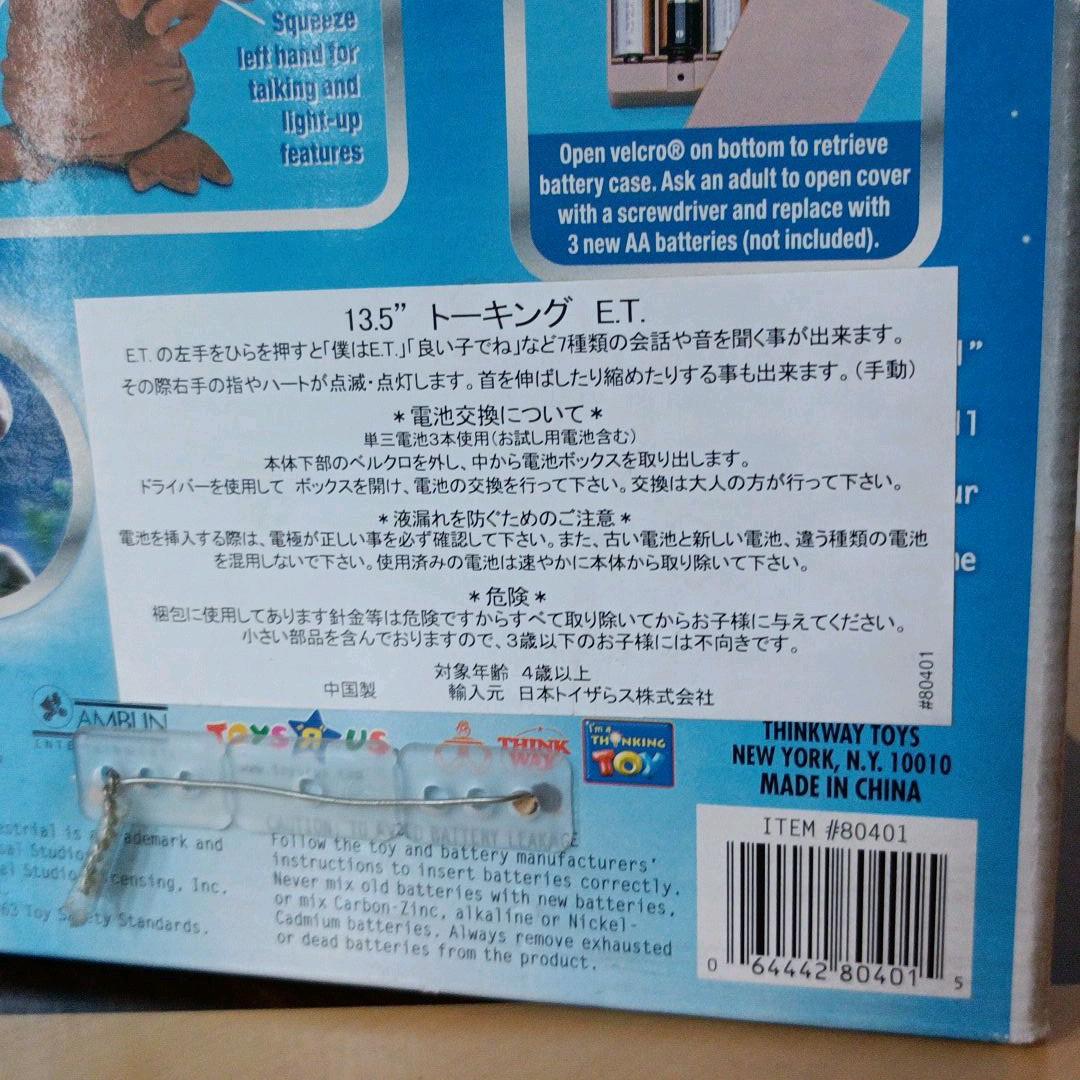 Squeeze
left hand for
talking and
light-up
features
Open velcro® on bottom to retrieve
battery case. Ask an adult to open cover
with a screwdriver and replace with
3 new AA batteries (not included).
13.5” トーキング E.T.
E.T. の左手をひらを押すと「僕はE.T.」「良い子でね」など7種類の会話や音を聞く事が出来ます。
その際右手の指やハートが点滅・点灯します。首を伸ばしたり縮めたりする事も出来ます。（手動）
＊電池交換について＊
単三電池3本使用（お試し用電池含む）
本体下部のベルクロを外し、中から電池ボックスを取り出します。
ドライバーを使用して ボックスを開け、電池の交換を行って下さい。交換は大人の方が行って下さい。
＊液漏れを防ぐためのご注意＊
電池を挿入する際は、電極が正しい事を必ず確認して下さい。また、古い電池と新しい電池、違う種類の電池
を混用しないで下さい。使用済みの電池は速やかに本体から取り除いて下さい。
＊危険＊
梱包に使用してあります針金等は危険ですからすべて取り除いてからお子様に与えてください。
小さい部品を含んでおりますので、3歳以下のお子様には不向きです。
対象年齢 4歳以上
中国製 輸入元 日本トイザらス株式会社
#80401
AMBLIN
TOYS R US
THINK
WAY
I'm a
THINKING
TOY
THINKWAY TOYS
NEW YORK, N.Y. 10010
MADE IN CHINA
ITEM #80401
0 64442 80401 5
CAUTION: TO AVOID BATTERY LEAKAGE
Follow the toy and battery manufacturers'
instructions to insert batteries correctly.
Never mix old batteries with new batteries,
or mix Carbon-Zinc, alkaline or Nickel-
Cadmium batteries. Always remove exhausted
or dead batteries from the product.
is a ademark and
Studio
Studio censing, Inc.
63 Toy Safety Standards.